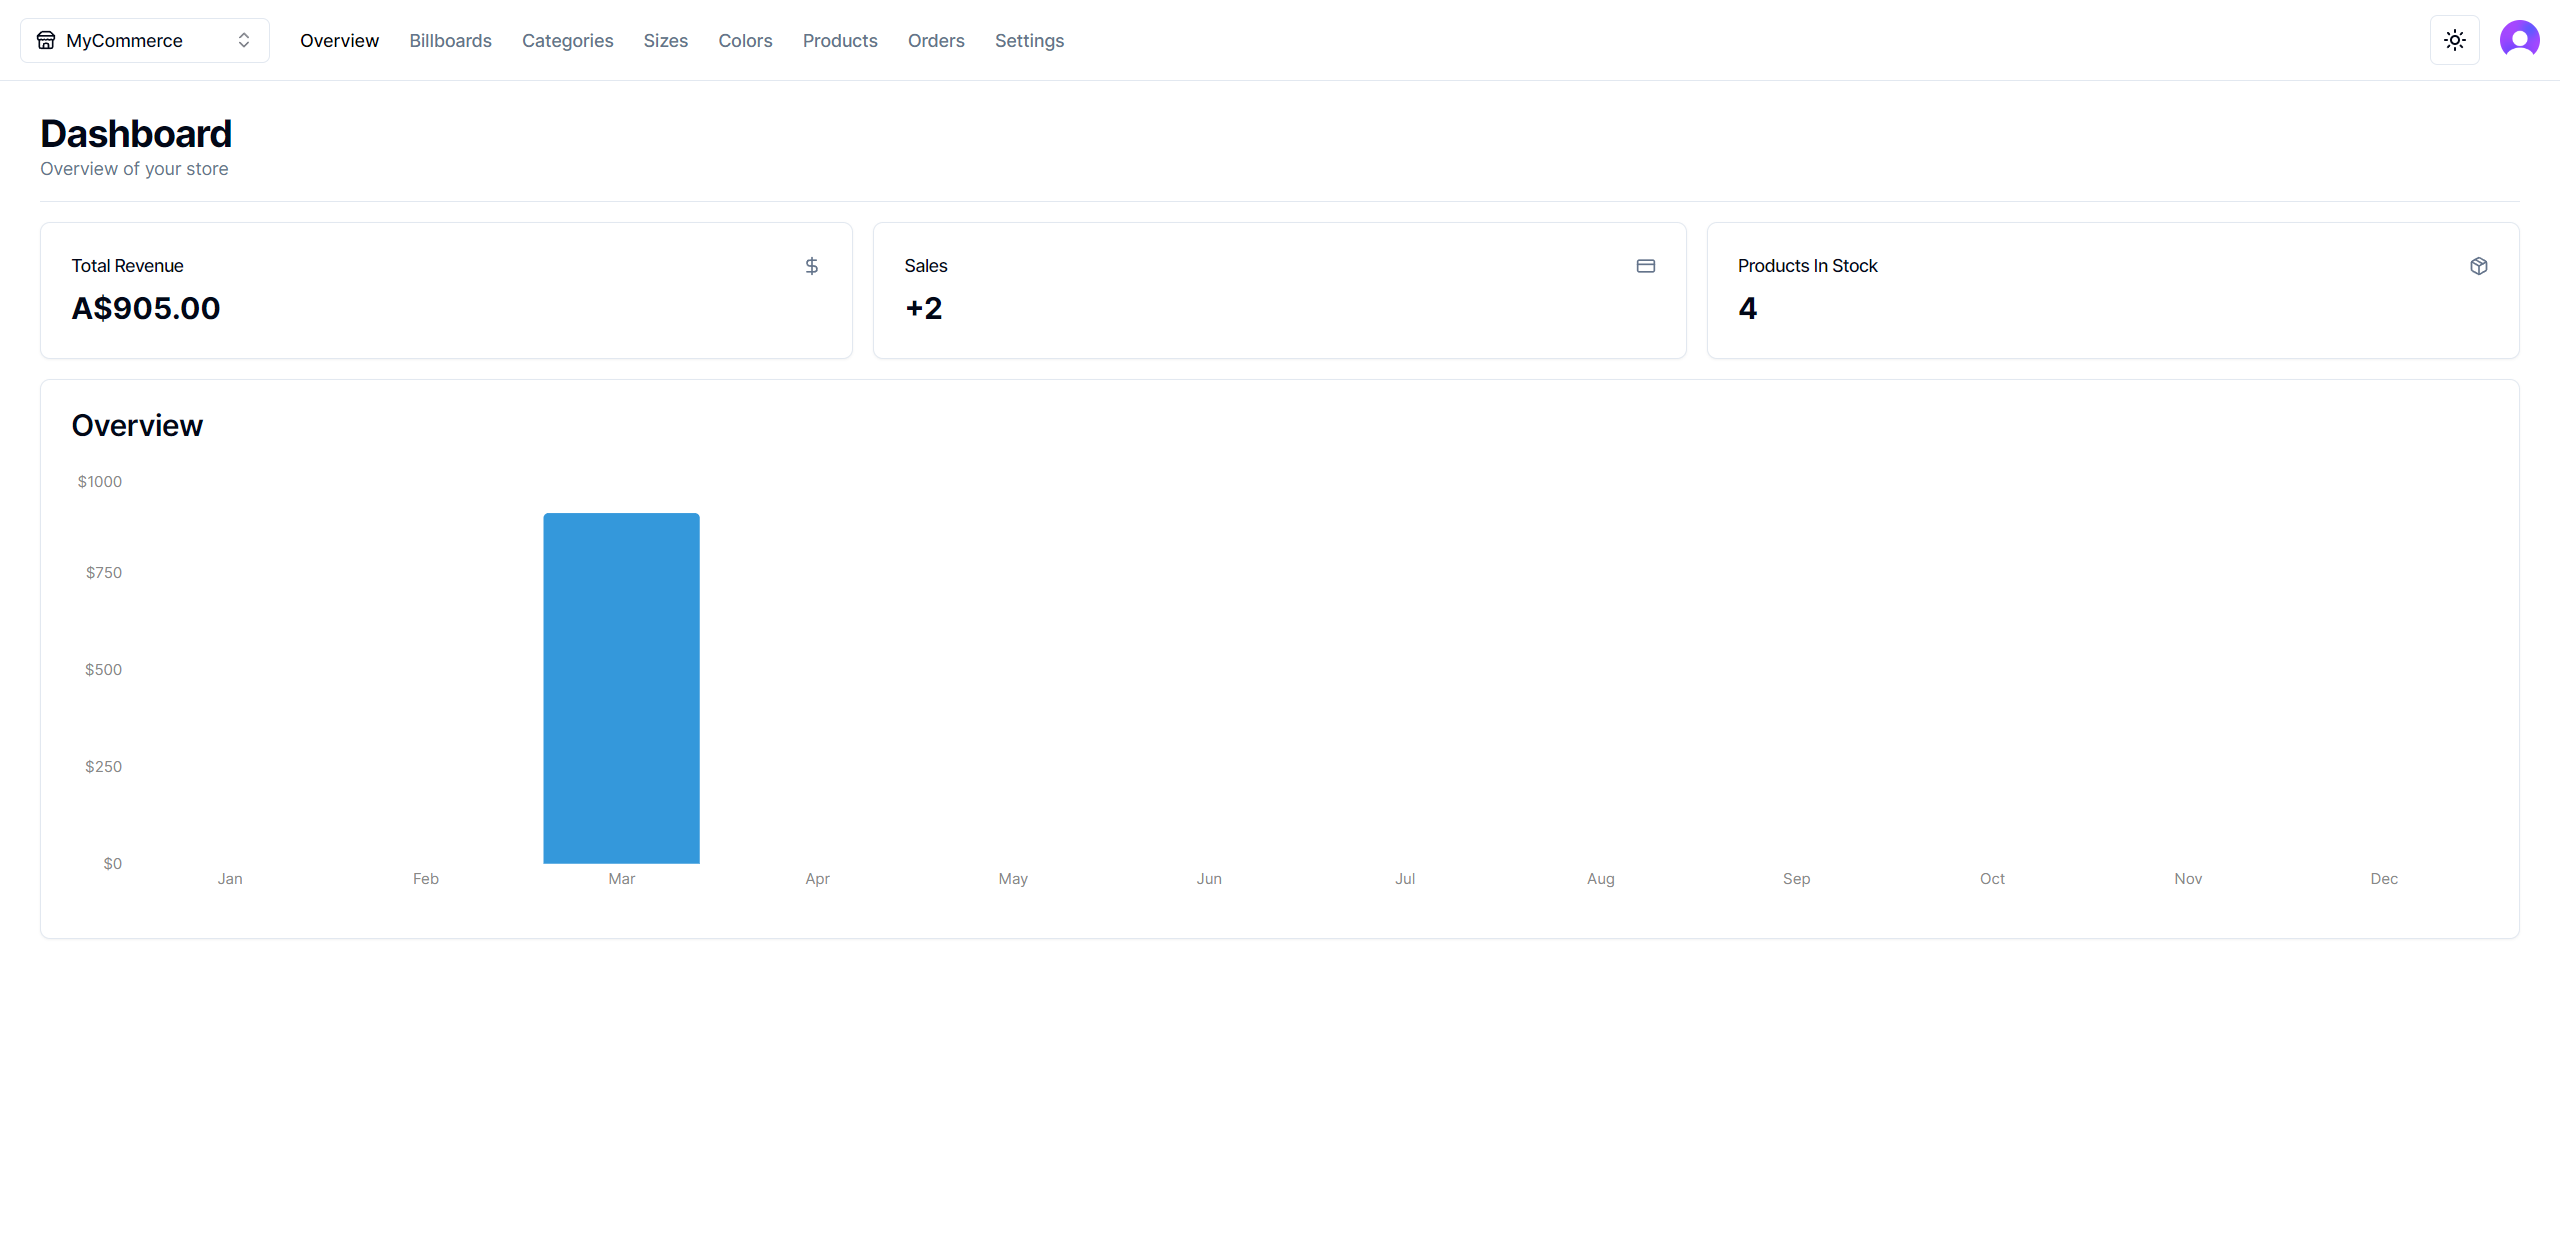 MyCommerce Overview Billboards Categories Sizes Colors Products Orders Settings
Dashboard
Overview of your store
Total Revenue
A$905.00
Sales
+2
Products In Stock
4
Overview
$1000
$750
$500
$250
$0
Jan Feb Mar Apr May Jun Jul Aug Sep Oct Nov Dec